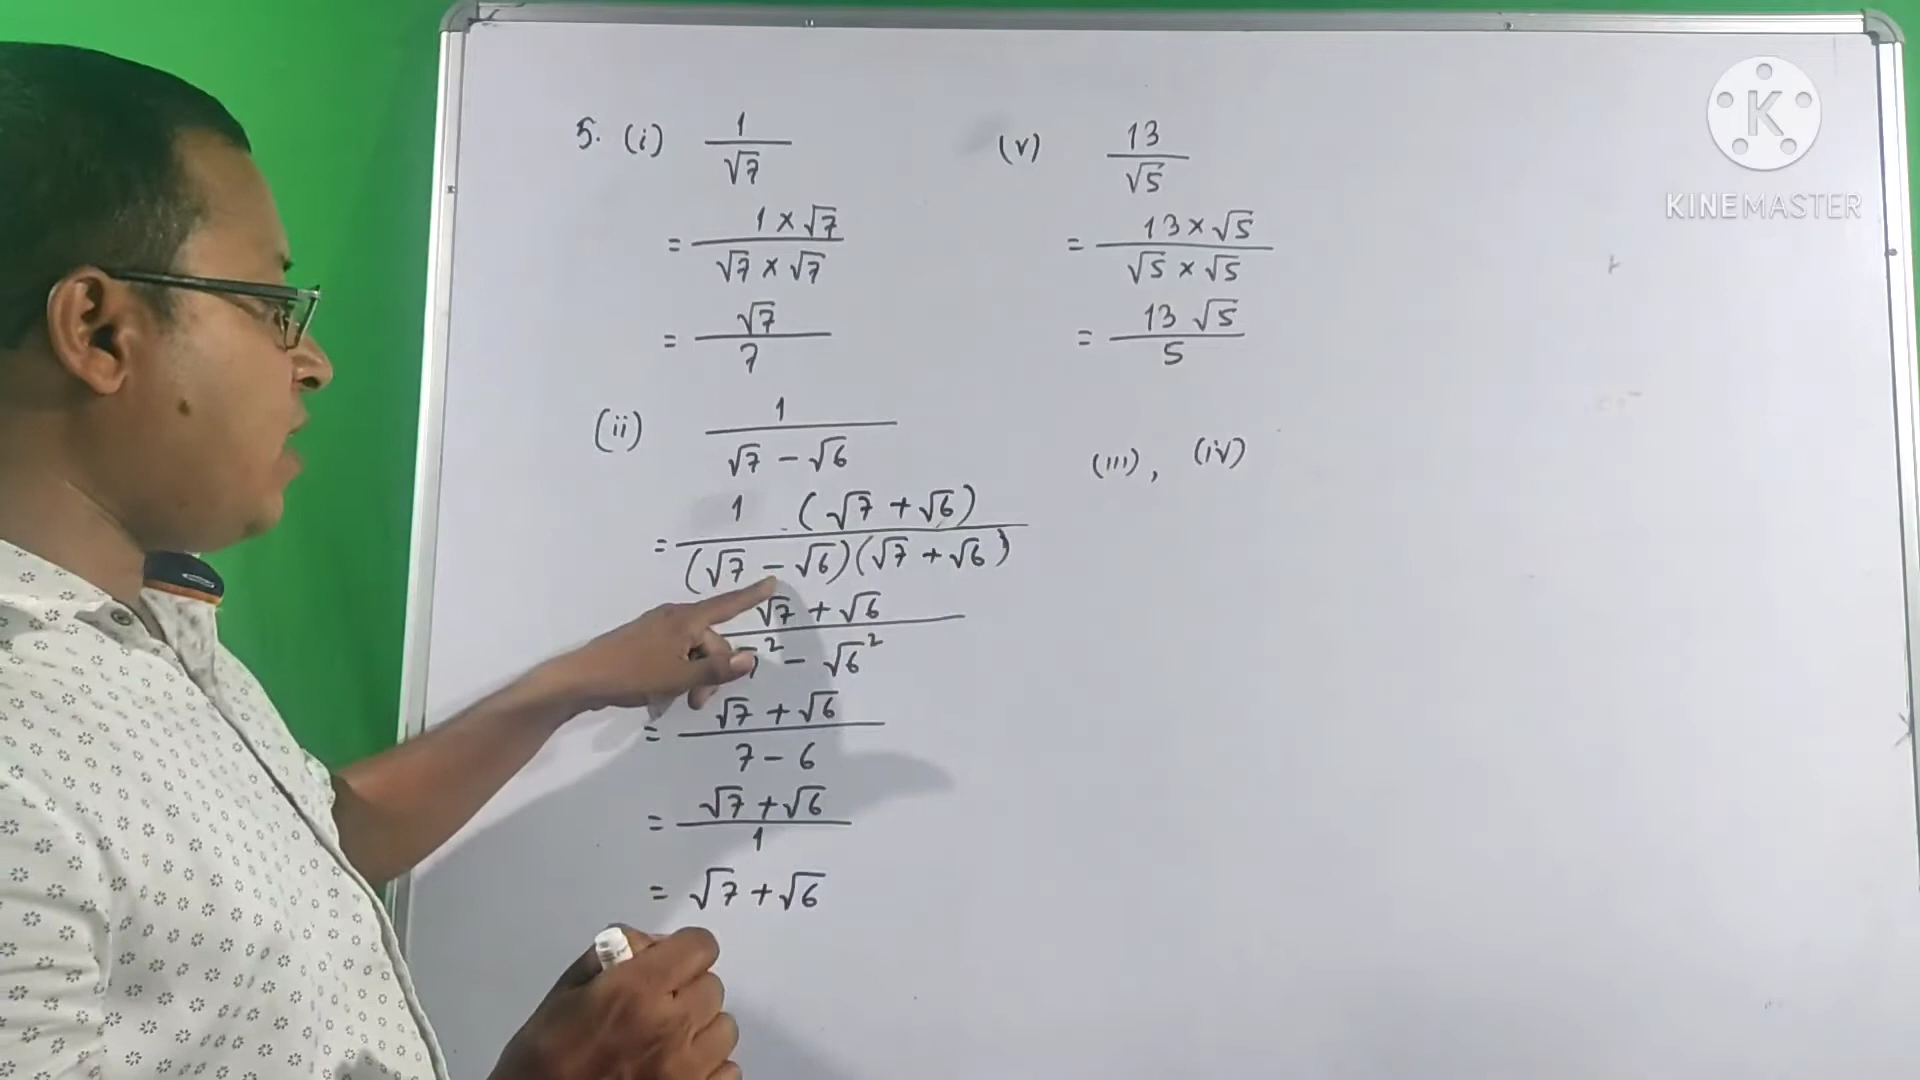 5. (i) 1/√7
= 1 × √7 / √7 × √7
= √7 / 7
(ii) 1 / √7 − √6
= 1 (√7 + √6) / (√7 − √6)(√7 + √6)
√7 + √6 / ² − √6²
= √7 + √6 / 7 − 6
= √7 + √6 / 1
= √7 + √6
(v) 13 / √5
= 13 × √5 / √5 × √5
= 13 √5 / 5
(iii), (iv)
K
KINEMASTER